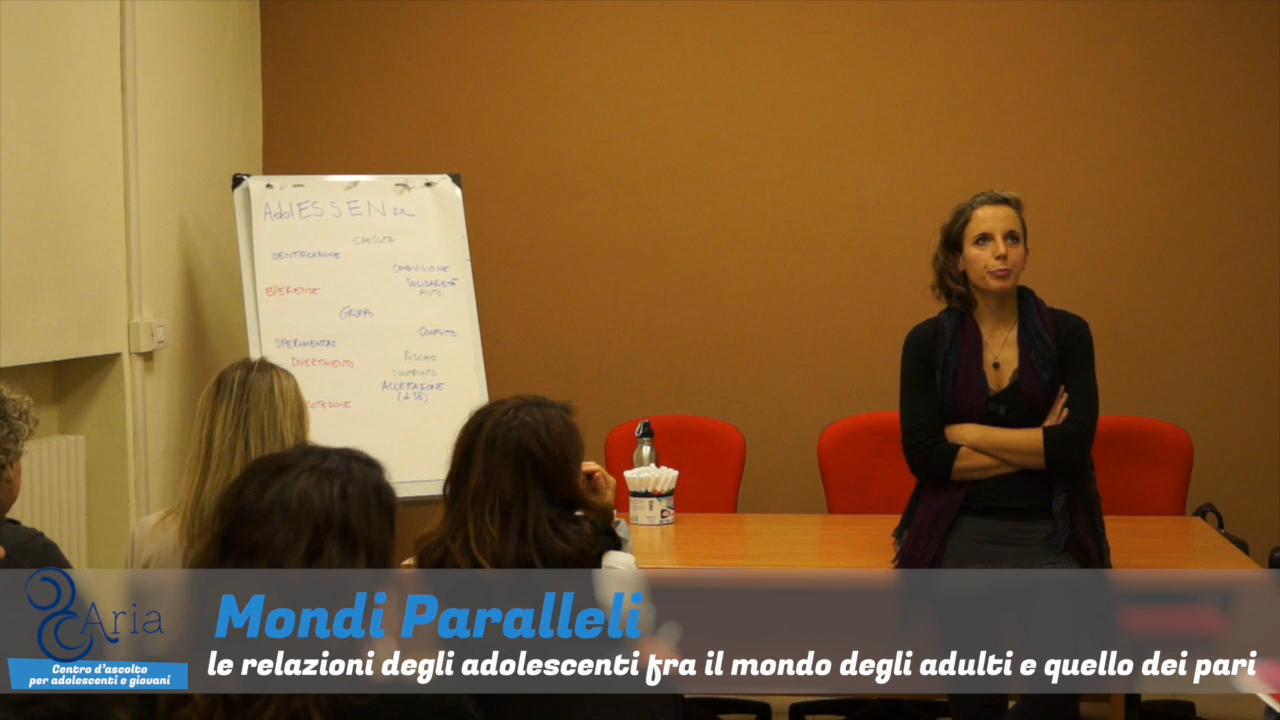 AdolESSENza
CRESCITA
IDENTIFICAZIONE
CONDIVISIONE
SOLIDARIETÀ
AIUTO
ESPERIENZE
GRUPPO
CONFLITTO
SPERIMENTARSI
RISCHIO
DIVERTIMENTO
CONFRONTO
ACCETTAZIONE
(di SÉ)
Aria
Centro d'ascolto
per adolescenti e giovani
Mondi Paralleli
le relazioni degli adolescenti fra il mondo degli adulti e quello dei pari